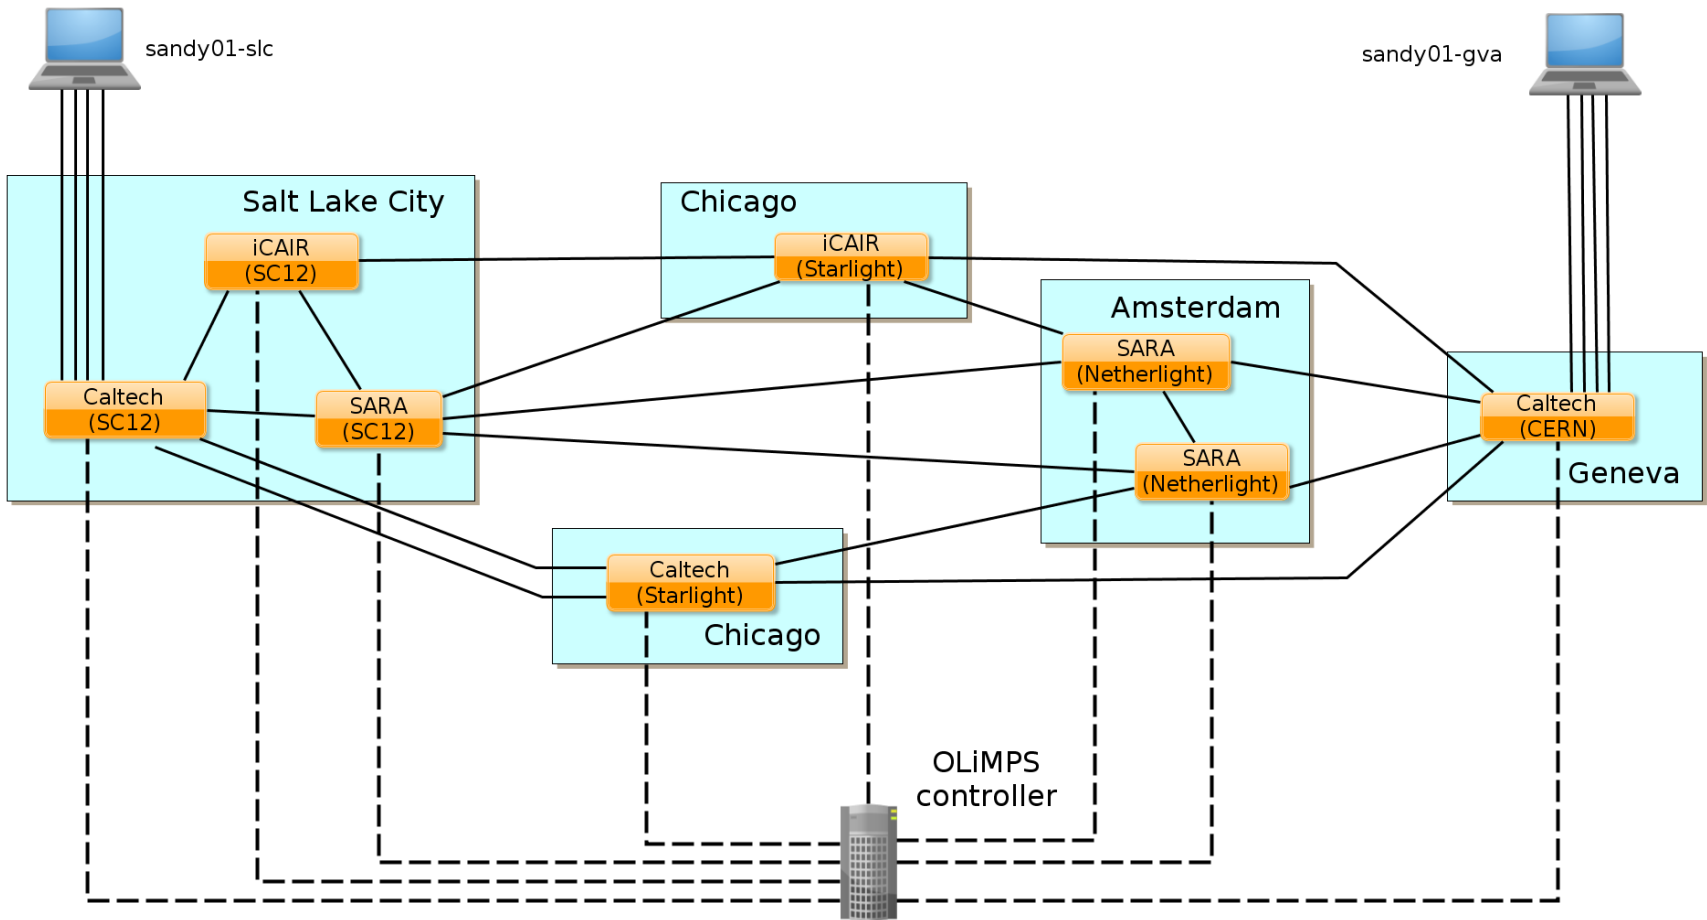 sandy01-slc
sandy01-gva
Salt Lake City
iCAIR
(SC12)
Caltech
(SC12)
SARA
(SC12)
Chicago
iCAIR
(Starlight)
Amsterdam
SARA
(Netherlight)
SARA
(Netherlight)
Caltech
(CERN)
Geneva
Caltech
(Starlight)
Chicago
OLiMPS
controller